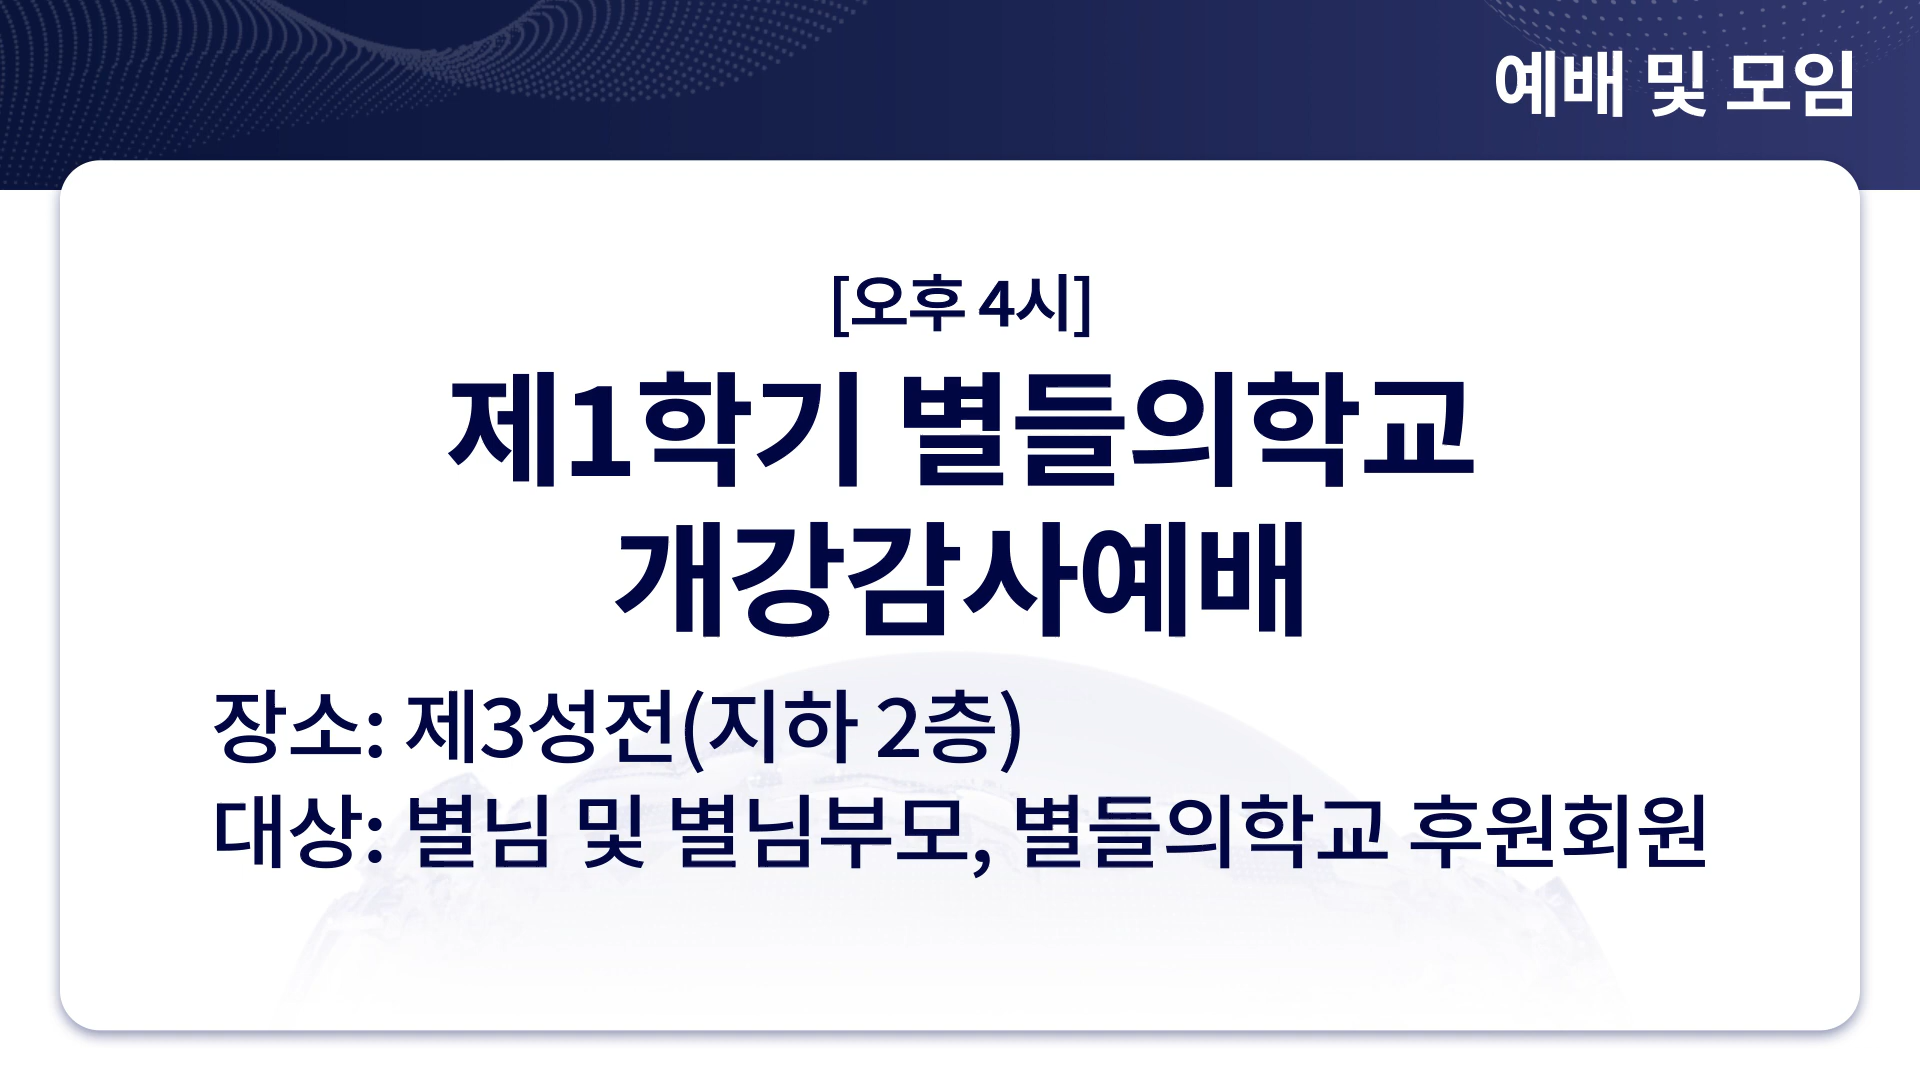 예배 및 모임
[오후 4시]
제1학기 별들의학교
개강감사예배
장소: 제3성전(지하 2층)
대상: 별님 및 별님부모, 별들의학교 후원회원